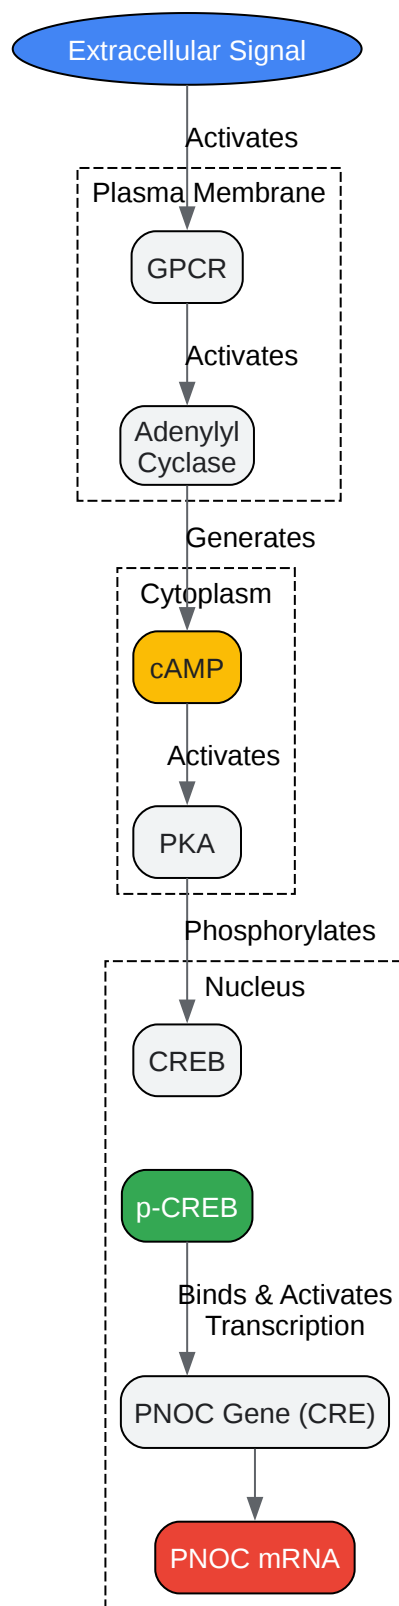 Extracellular Signal
Activates
Plasma Membrane
GPCR
Activates
Adenylyl
Cyclase
Generates
Cytoplasm
cAMP
Activates
PKA
Phosphorylates
Nucleus
CREB
p-CREB
Binds & Activates
Transcription
PNOC Gene (CRE)
PNOC mRNA